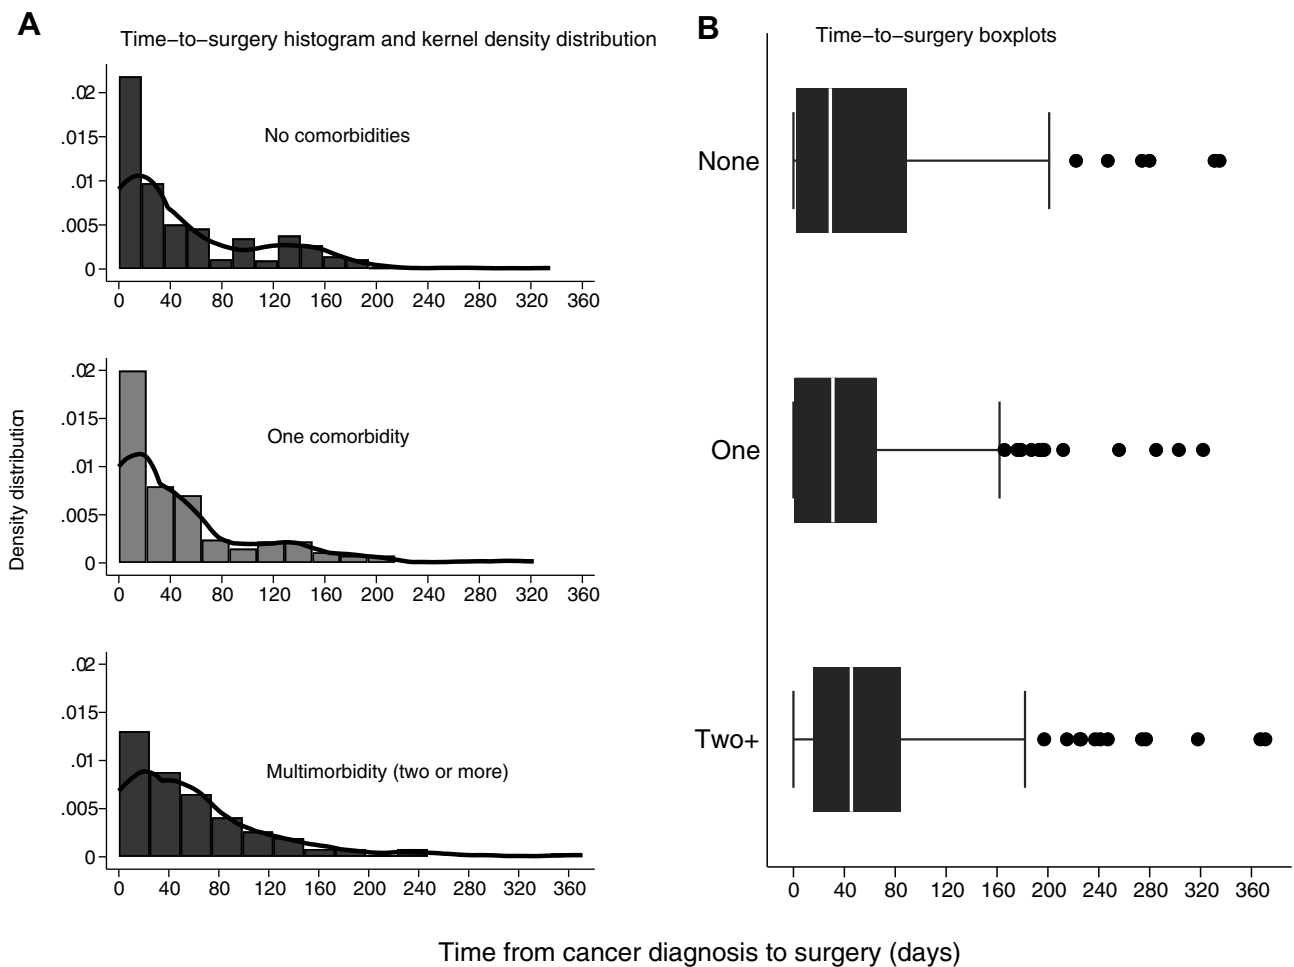 A
Time−to−surgery histogram and kernel density distribution
.02
.015
.01
.005
0
No comorbidities
0 40 80 120 160 200 240 280 320 360
Density distribution
.02
.015
.01
.005
0
One comorbidity
0 40 80 120 160 200 240 280 320 360
.02
.015
.01
.005
0
Multimorbidity (two or more)
0 40 80 120 160 200 240 280 320 360
B
Time−to−surgery boxplots
None
One
Two+
0 40 80 120 160 200 240 280 320 360
Time from cancer diagnosis to surgery (days)